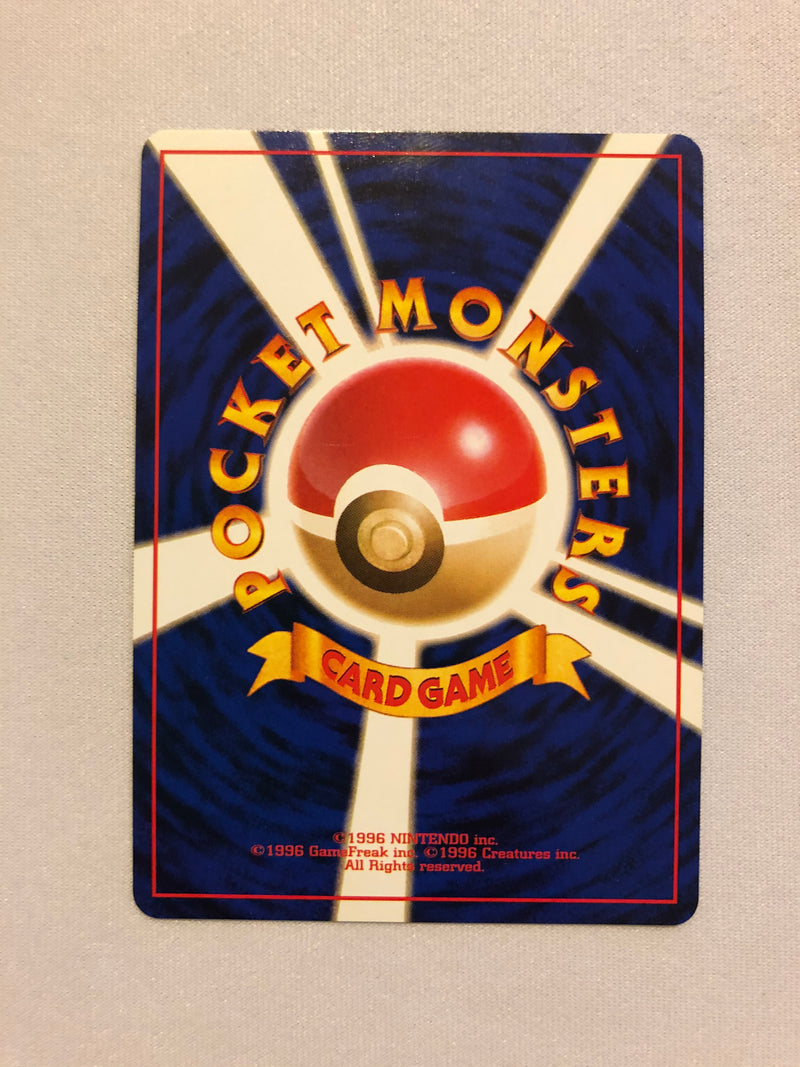 POCKET MONSTERS
CARD GAME
©1996 NINTENDO inc.
©1996 GameFreak inc. ©1996 Creatures inc.
All Rights reserved.